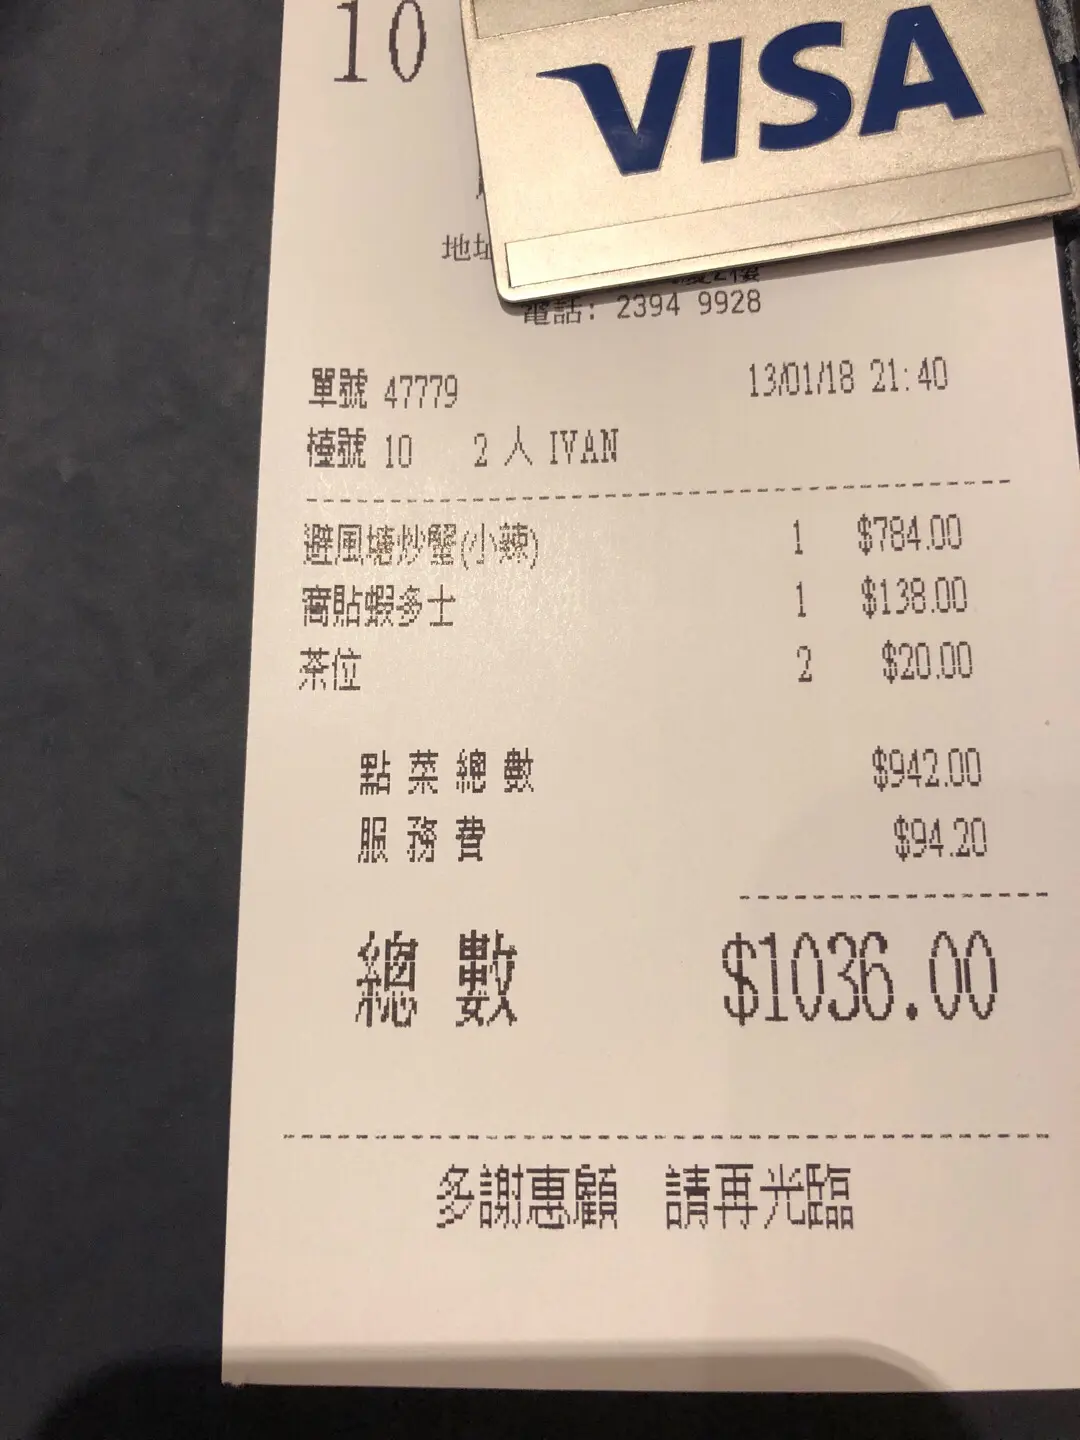 10
VISA
地址
電話: 2394 9928
單號 47779 13/01/18 21:40
檯號 10 2 人 IVAN
避風塘炒蟹(小辣) 1 $784.00
窩貼蝦多士 1 $138.00
茶位 2 $20.00
點菜總數 $942.00
服務費 $94.20
總數 $1036.00
多謝惠顧 請再光臨